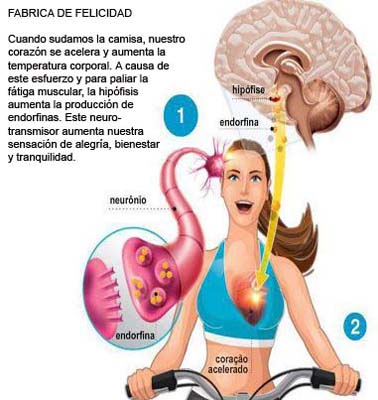 FABRICA DE FELICIDAD
Cuando sudamos la camisa, nuestro
corazón se acelera y aumenta la
temperatura corporal. A causa de
este esfuerzo y para paliar la
fátiga muscular, la hipófisis
aumenta la producción de
endorfinas. Este neuro-
transmisor aumenta nuestra
sensación de alegría, bienestar
y tranquilidad.
hipófise
endorfina
1
neurônio
endorfina
2
coração
acelerado